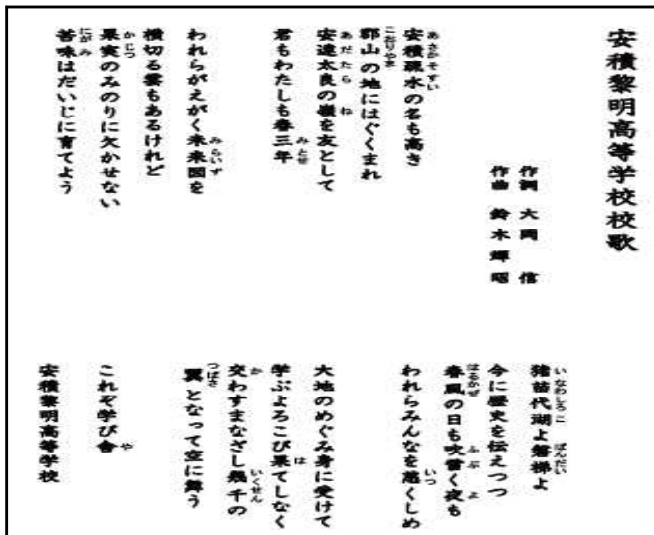 安積黎明高等学校校歌
作詞 大岡 信
作曲 鈴木輝昭
安積疏水の名も高き
郡山の地にはぐくまれ
安達太良の嶺を友として
君もわたしも春三年
われらがえがく未来図を
横切る雲もあるけれど
果実のみのりに欠かせない
苦味はだいじに育てよう
猪苗代湖よ磐梯よ
今に歴史を伝えつつ
春風の日も吹雪く夜も
われらみんなを慈くしめ
大地のめぐみ身に受けて
学ぶよろこび果てしなく
交わすまなざし幾千の
翼となって空に舞う
これぞ学び舎
安積黎明高等学校